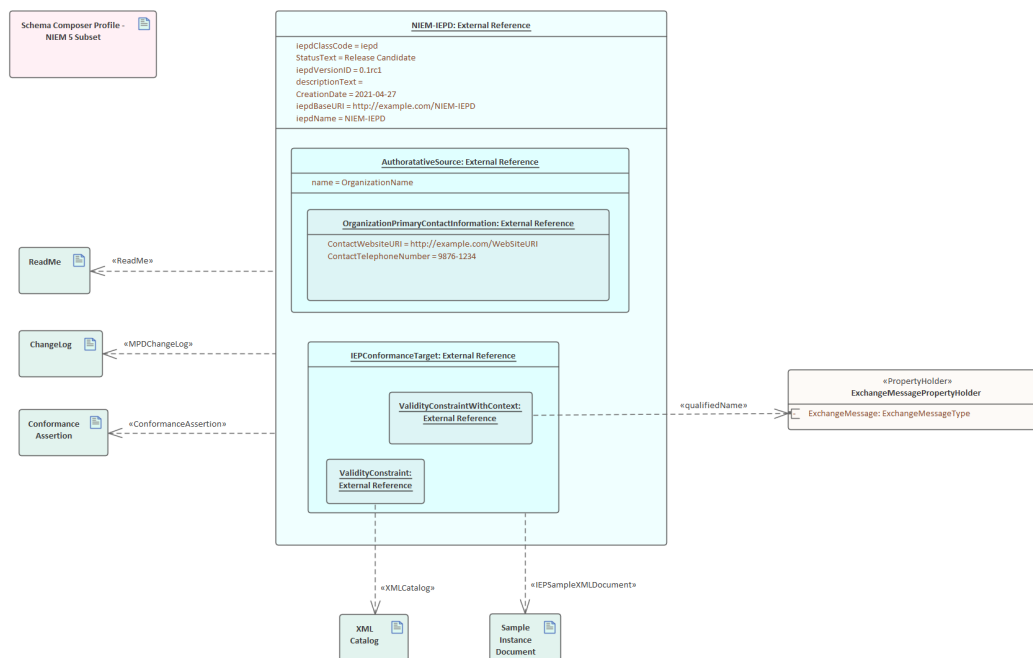 Schema Composer Profile -
NIEM 5 Subset
NIEM-IEPD: External Reference
iepdClassCode = iepd
StatusText = Release Candidate
iepdVersionID = 0.1rc1
descriptionText =
CreationDate = 2021-04-27
iepdBaseURI = http://example.com/NIEM-IEPD
iepdName = NIEM-IEPD
AuthoratativeSource: External Reference
name = OrganizationName
OrganizationPrimaryContactInformation: External Reference
ContactWebsiteURI = http://example.com/WebSiteURI
ContactTelephoneNumber = 9876-1234
ReadMe
«ReadMe»
ChangeLog
«MPDChangeLog»
IEPConformanceTarget: External Reference
«PropertyHolder»
ExchangeMessagePropertyHolder
ExchangeMessage: ExchangeMessageType
ValidityConstraintWithContext:
External Reference
«qualifiedName»
Conformance
Assertion
«ConformanceAssertion»
ValidityConstraint:
External Reference
«XMLCatalog»
«IEPSampleXMLDocument»
XML
Catalog
Sample
Instance
Document